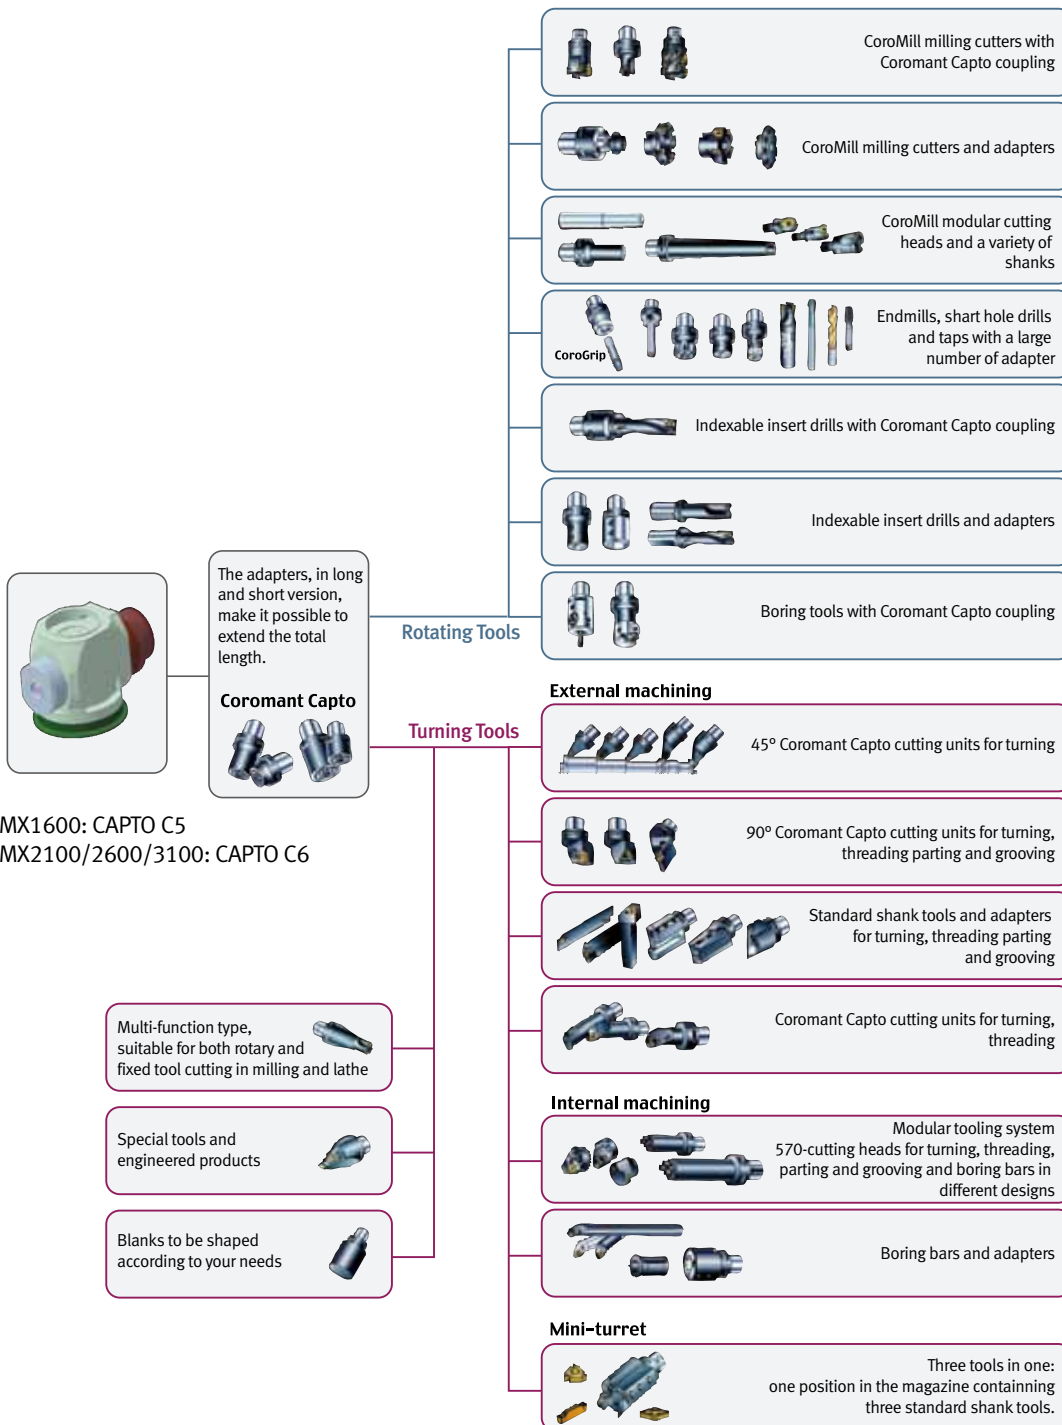 CoroMill milling cutters with
Coromant Capto coupling
CoroMill milling cutters and adapters
CoroMill modular cutting
heads and a variety of
shanks
CoroGrip
Endmills, shart hole drills
and taps with a large
number of adapter
Indexable insert drills with Coromant Capto coupling
Indexable insert drills and adapters
Boring tools with Coromant Capto coupling
The adapters, in long
and short version,
make it possible to
extend the total
length.
Coromant Capto
Rotating Tools
Turning Tools
MX1600: CAPTO C5
MX2100/2600/3100: CAPTO C6
External machining
45° Coromant Capto cutting units for turning
90° Coromant Capto cutting units for turning,
threading parting and grooving
Standard shank tools and adapters
for turning, threading parting
and grooving
Coromant Capto cutting units for turning,
threading
Multi-function type,
suitable for both rotary and
fixed tool cutting in milling and lathe
Special tools and
engineered products
Blanks to be shaped
according to your needs
Internal machining
Modular tooling system
570-cutting heads for turning, threading,
parting and grooving and boring bars in
different designs
Boring bars and adapters
Mini-turret
Three tools in one:
one position in the magazine containning
three standard shank tools.